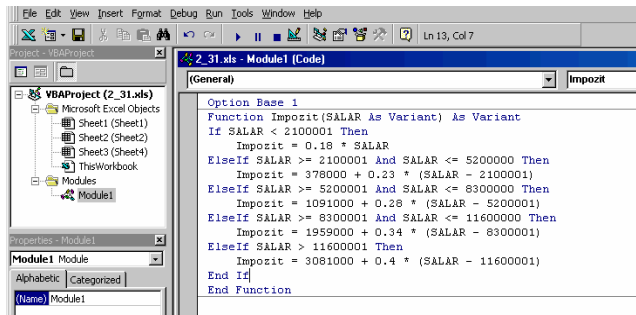 File Edit View Insert Format Debug Run Tools Window Help
Ln 13, Col 7
Project - VBAProject
VBAProject (2_31.xls)
Microsoft Excel Objects
Sheet1 (Sheet1)
Sheet2 (Sheet2)
Sheet3 (Sheet4)
ThisWorkbook
Modules
Module1
Properties - Module1
Module1 Module
Alphabetic Categorized
(Name) Module1
2_31.xls - Module1 (Code)
(General) Impozit
Option Base 1
Function Impozit(SALAR As Variant) As Variant
If SALAR < 2100001 Then
Impozit = 0.18 * SALAR
ElseIf SALAR >= 2100001 And SALAR <= 5200000 Then
Impozit = 378000 + 0.23 * (SALAR - 2100001)
ElseIf SALAR >= 5200001 And SALAR <= 8300000 Then
Impozit = 1091000 + 0.28 * (SALAR - 5200001)
ElseIf SALAR >= 8300001 And SALAR <= 11600000 Then
Impozit = 1959000 + 0.34 * (SALAR - 8300001)
ElseIf SALAR > 11600001 Then
Impozit = 3081000 + 0.4 * (SALAR - 11600001)
End If
End Function